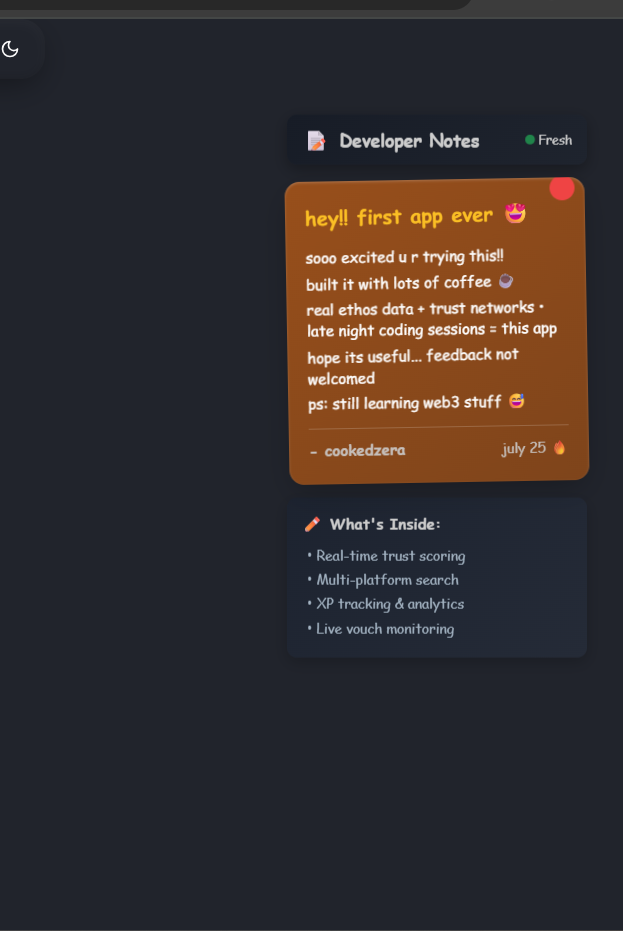 📝 Developer Notes
Fresh
hey!! first app ever 🤩
sooo excited u r trying this!!
built it with lots of coffee ☕
real ethos data + trust networks •
late night coding sessions = this app
hope its useful... feedback not
welcomed
ps: still learning web3 stuff 😅
- cookedzera
july 25 🔥
✏️ What's Inside:
• Real-time trust scoring
• Multi-platform search
• XP tracking & analytics
• Live vouch monitoring